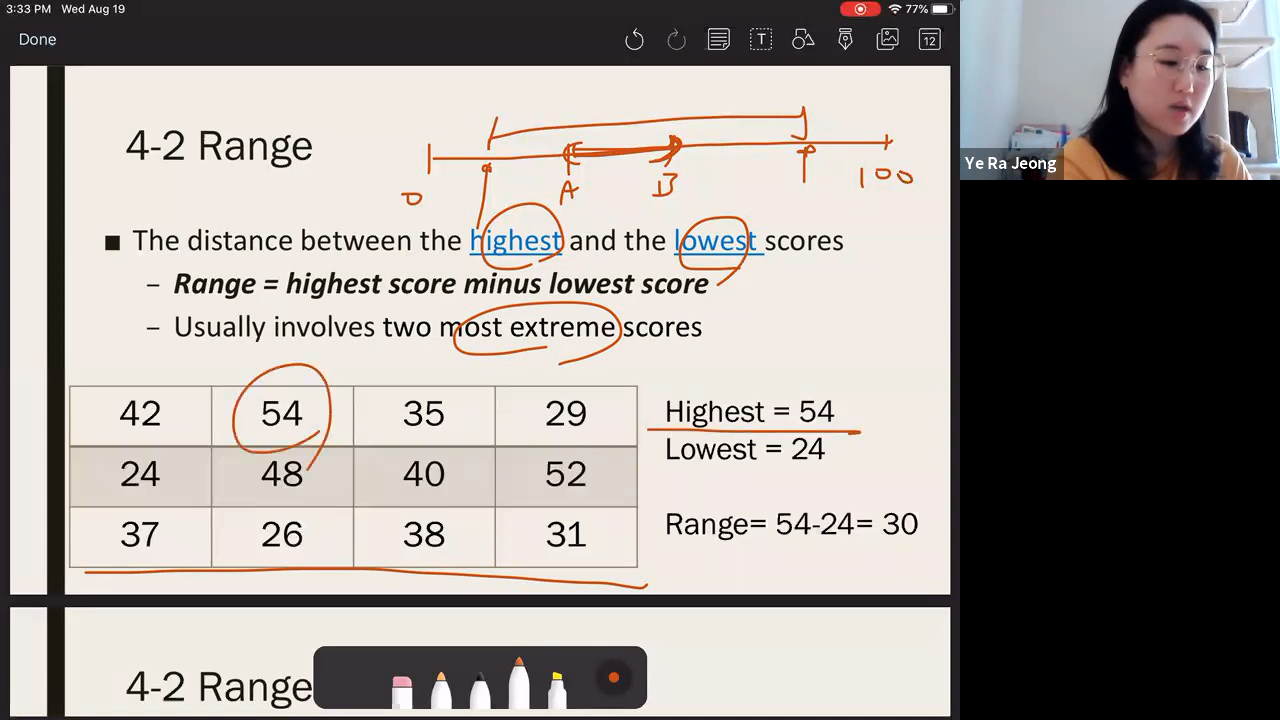 3:33 PM Wed Aug 19
77%
Done
T
12
4-2 Range
0 A B 100
■ The distance between the highest and the lowest scores
– Range = highest score minus lowest score
– Usually involves two most extreme scores
42 54 35 29
24 48 40 52
37 26 38 31
Highest = 54
Lowest = 24
Range= 54-24= 30
4-2 Range
Ye Ra Jeong